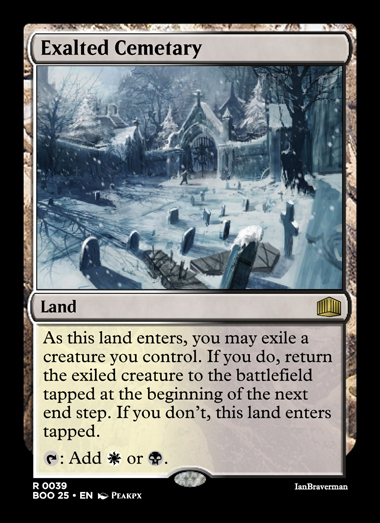 Exalted Cemetary
Land
As this land enters, you may exile a
creature you control. If you do, return
the exiled creature to the battlefield
tapped at the beginning of the next
end step. If you don't, this land enters
tapped.
: Add or .
R 0039
BOO 25 • EN Peakpx
IanBraverman